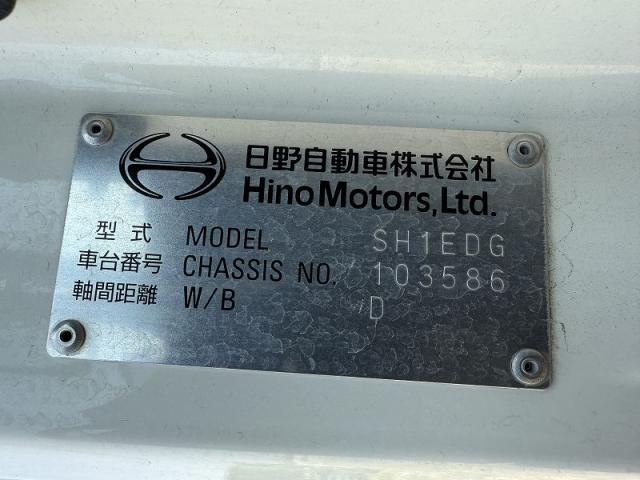 日野自動車株式会社
Hino Motors, Ltd.
型式 MODEL SH1EDG
車台番号 CHASSIS NO. 103586
軸間距離 W/B D